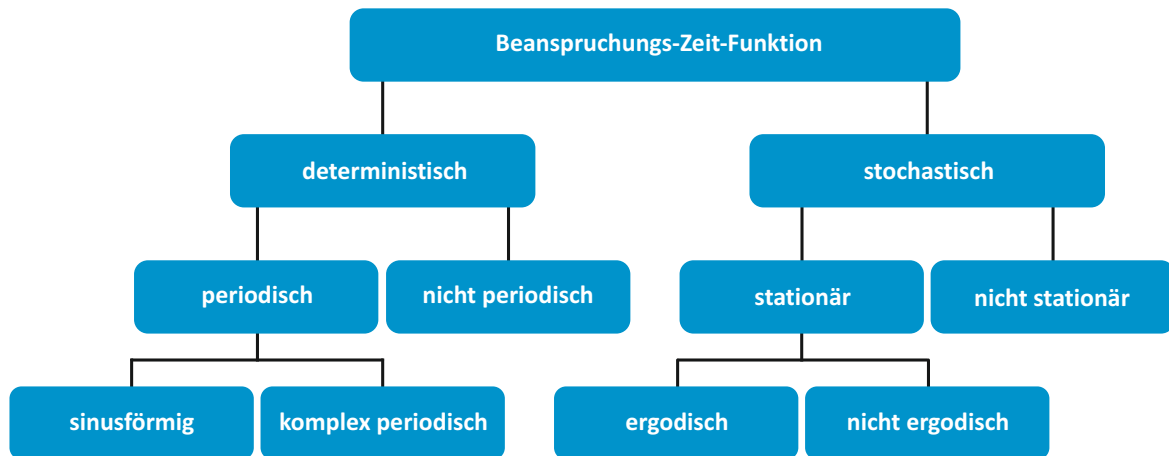 Beanspruchungs-Zeit-Funktion
deterministisch
stochastisch
periodisch
nicht periodisch
stationär
nicht stationär
sinusförmig
komplex periodisch
ergodisch
nicht ergodisch